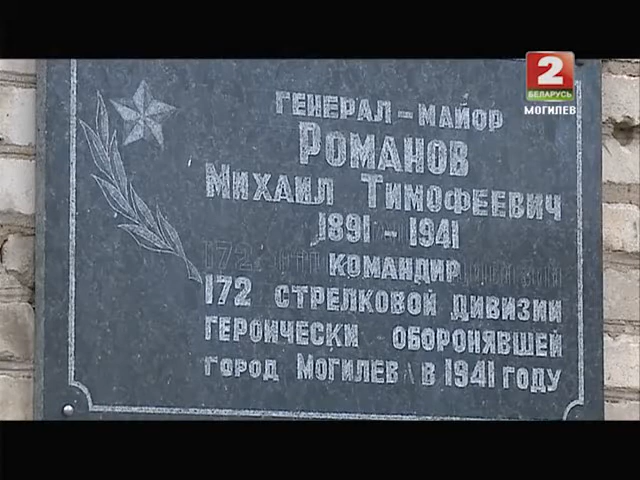 2
БЕЛАРУСЬ
МОГИЛЕВ
ГЕНЕРАЛ – МАЙОР
РОМАНОВ
МИХАИЛ ТИМОФЕЕВИЧ
1891 – 1941
КОМАНДИР
172 СТРЕЛКОВОЙ ДИВИЗИИ
ГЕРОИЧЕСКИ ОБОРОНЯВШЕЙ
ГОРОД МОГИЛЕВ В 1941 ГОДУ